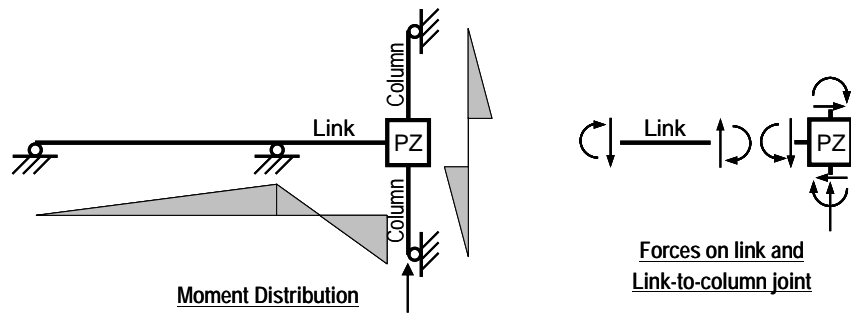 Column
Link
PZ
Column
Moment Distribution
Link
PZ
Forces on link and
Link-to-column joint